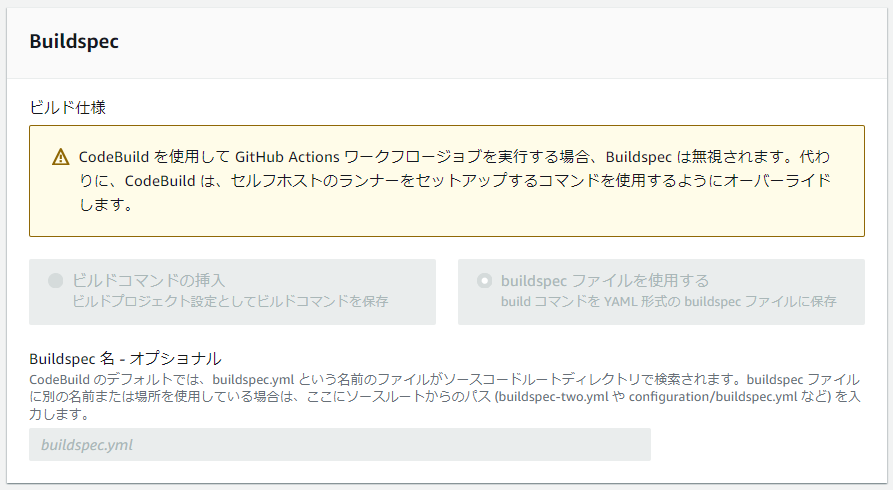 Buildspec
ビルド仕様
CodeBuild を使用して GitHub Actions ワークフロージョブを実行する場合、Buildspec は無視されます。代わ
りに、CodeBuild は、セルフホストのランナーをセットアップするコマンドを使用するようにオーバーライド
します。
ビルドコマンドの挿入
ビルドプロジェクト設定としてビルドコマンドを保存
buildspec ファイルを使用する
build コマンドを YAML 形式の buildspec ファイルに保存
Buildspec 名 - オプショナル
CodeBuild のデフォルトでは、buildspec.yml という名前のファイルがソースコードルートディレクトリで検索されます。buildspec ファイル
に別の名前または場所を使用している場合は、ここにソースルートからのパス (buildspec-two.yml や configuration/buildspec.yml など) を入
力します。
buildspec.yml